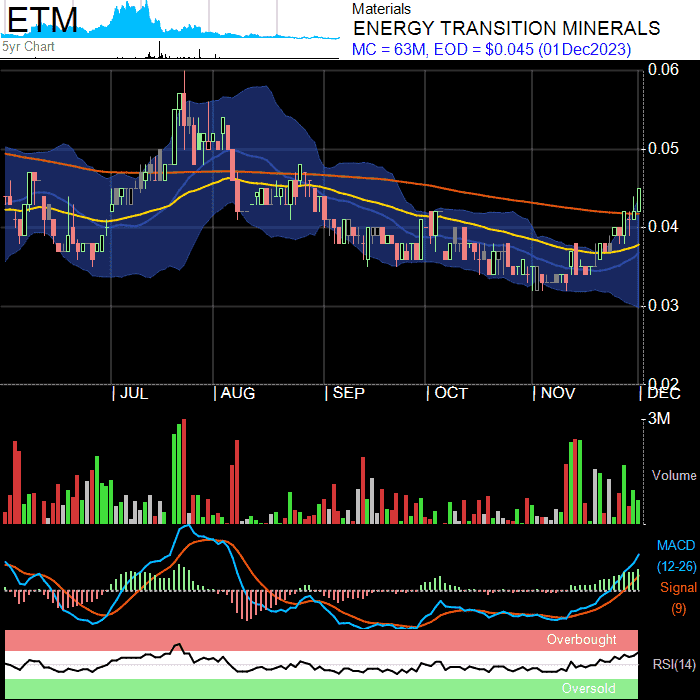 ETM
5yr Chart
Materials
ENERGY TRANSITION MINERALS
MC = 63M, EOD = $0.045 (01Dec2023)
0.06
0.05
0.04
0.03
0.02
JUL AUG SEP OCT NOV DEC
3M
Volume
MACD
(12-26)
Signal
(9)
Overbought
RSI(14)
Oversold